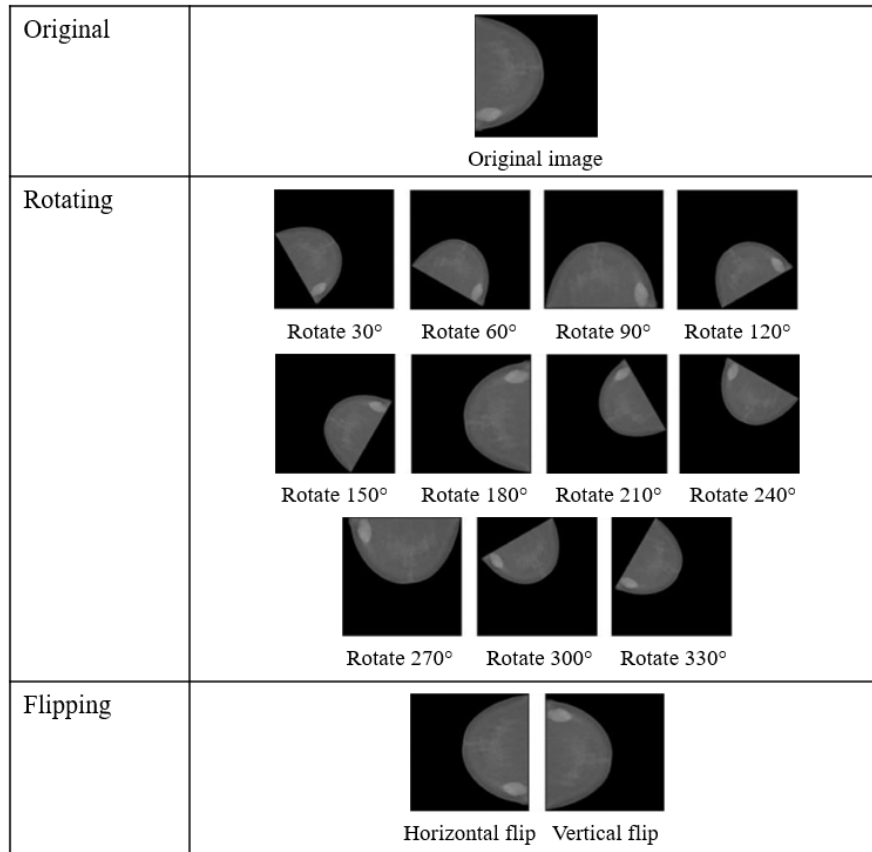 Original
Original image
Rotating
Rotate 30° Rotate 60° Rotate 90° Rotate 120°
Rotate 150° Rotate 180° Rotate 210° Rotate 240°
Rotate 270° Rotate 300° Rotate 330°
Flipping
Horizontal flip Vertical flip